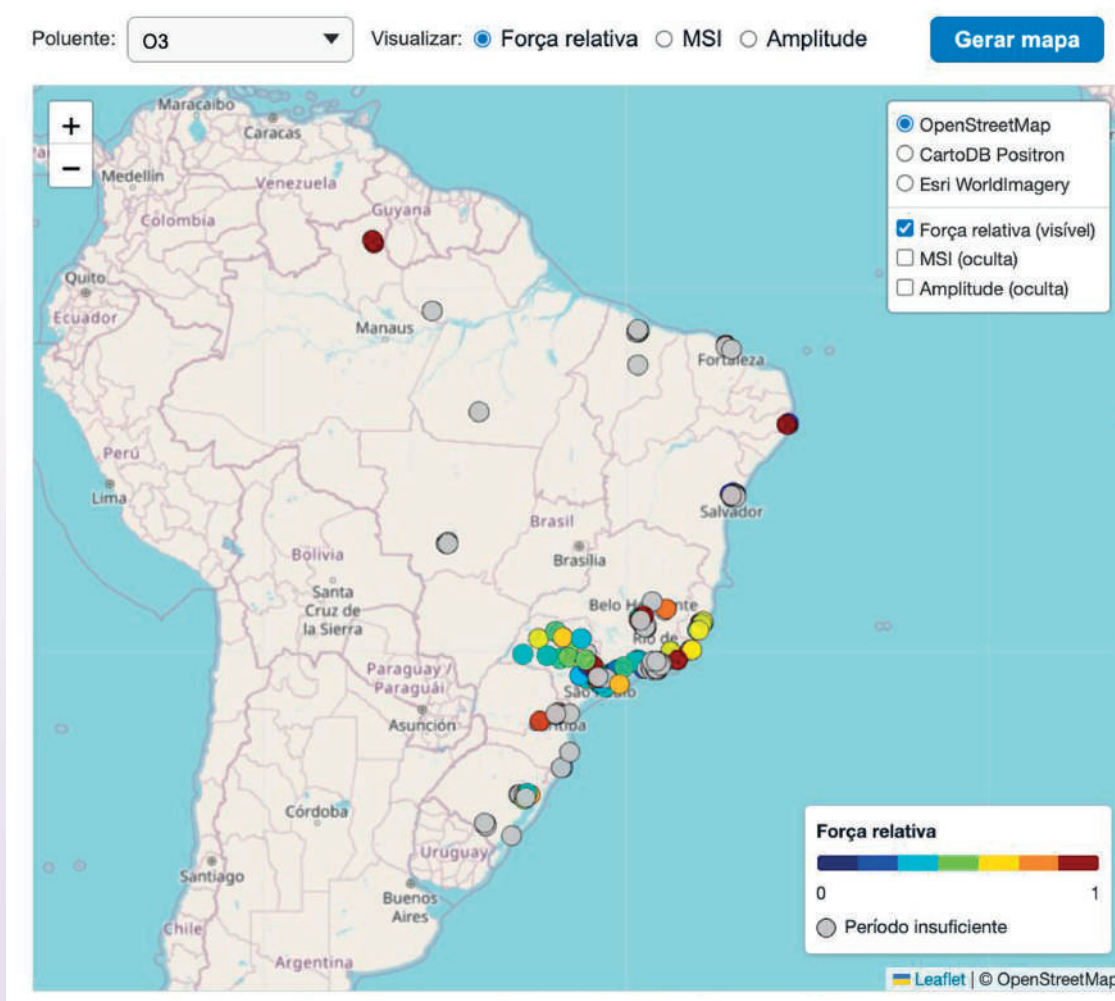 Poluente: O3 Visualizar: Força relativa MSI Amplitude Gerar mapa
+
−
OpenStreetMap
CartoDB Positron
Esri WorldImagery
Força relativa (visível)
MSI (oculta)
Amplitude (oculta)
Maracaibo
Caracas
Medellín
Venezuela
Guyana
Colombia
Quito
Ecuador
Manaus
Fortaleza
Perú
Lima
Salvador
Brasil
Brasília
Bolivia
Santa
Cruz de
la Sierra
Belo Ho nte
Rio de
Paraguay /
Paraguái
São Paulo
Asunción
Córdoba
Uruguay
Santiago
Buenos
Aires
Chile
Argentina
Força relativa
0 1
Período insuficiente
Leaflet | © OpenStreetMap